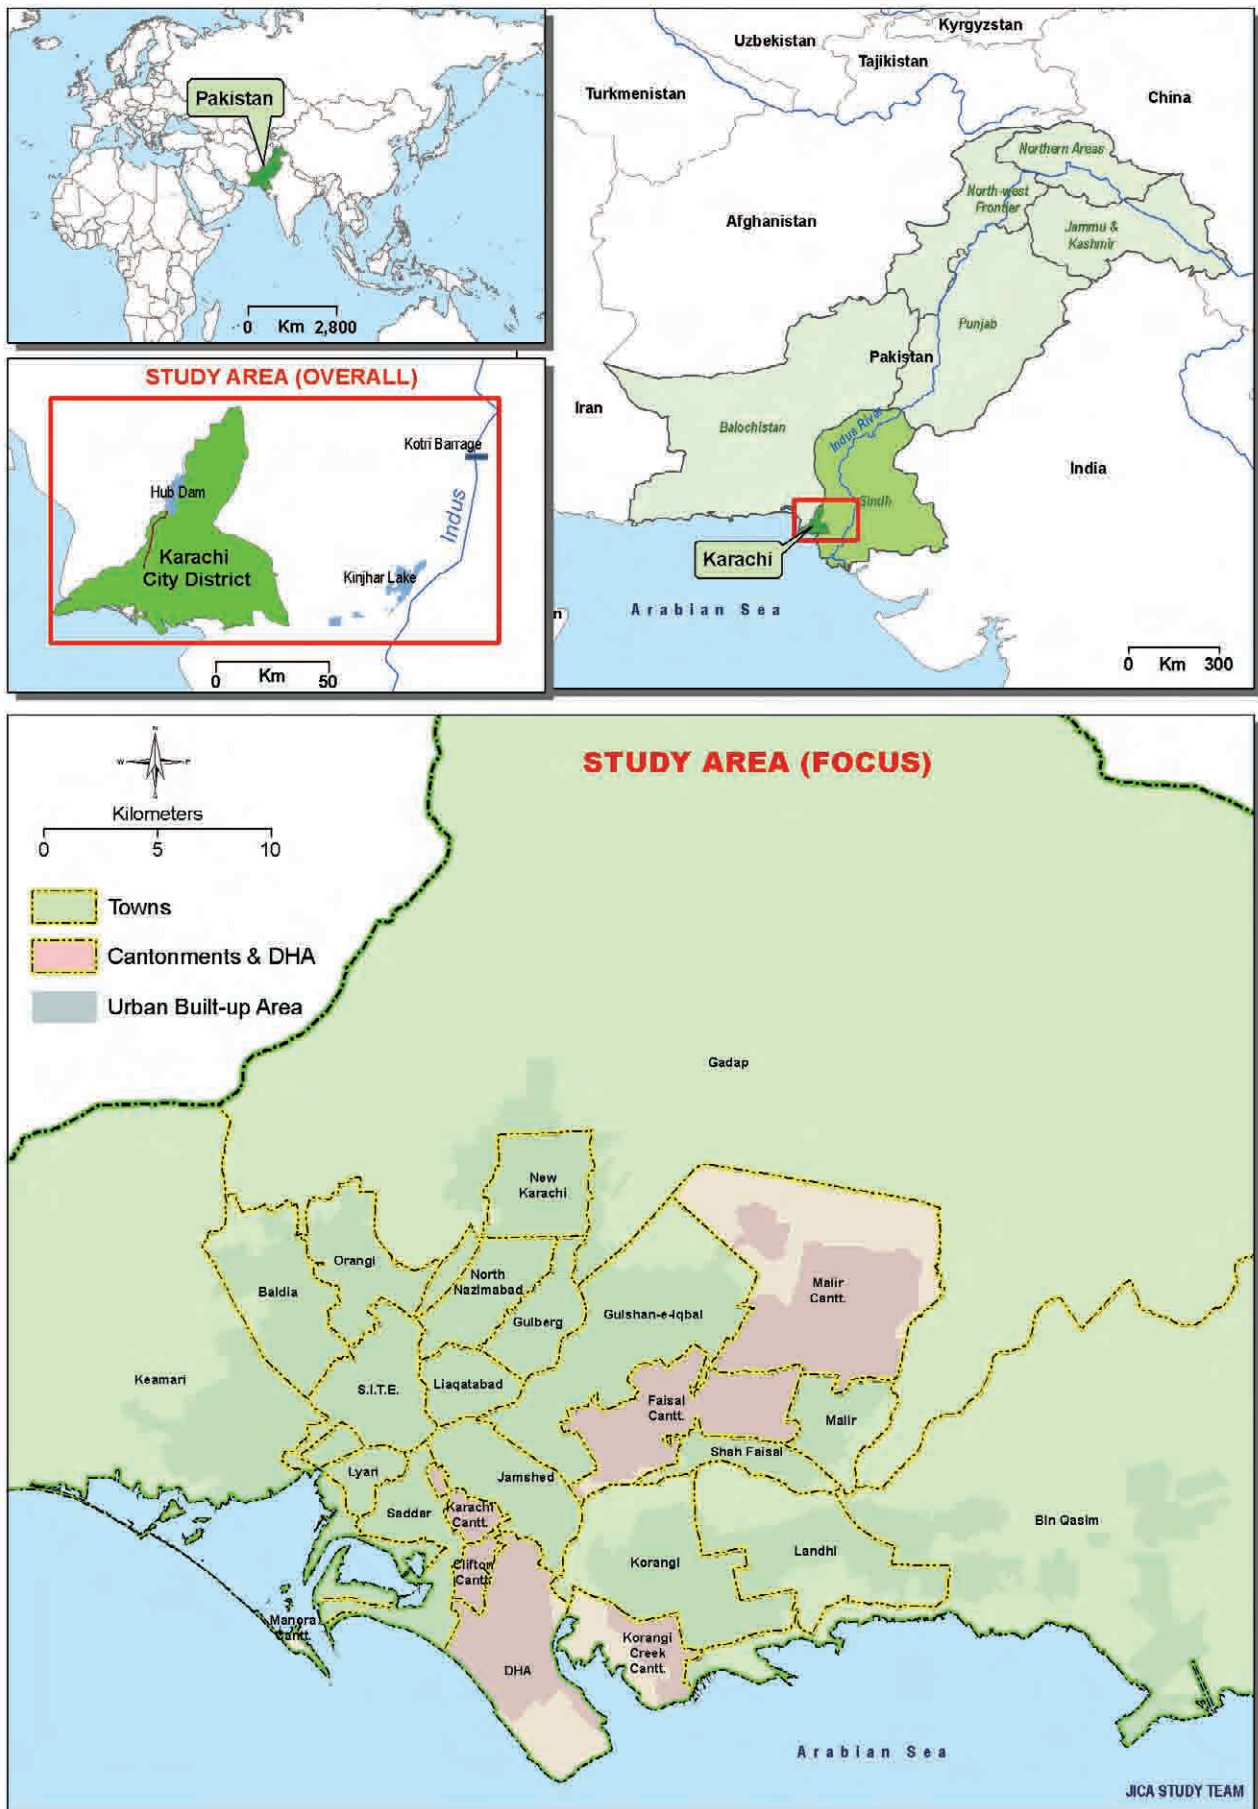 Pakistan
0 Km 2,800
Uzbekistan
Kyrgyzstan
Tajikistan
Turkmenistan
China
Northern Areas
North-west
Frontier
Afghanistan
Jammu &
Kashmir
Punjab
Pakistan
Iran
Balochistan
Indus River
India
Sindh
Karachi
Arabian Sea
n
0 Km 300
STUDY AREA (OVERALL)
Kotri Barrage
Hub Dam
Indus
Karachi
City District
Kinjhar Lake
Km
0 50
STUDY AREA (FOCUS)
N
W E
S
Kilometers
0 5 10
Towns
Cantonments & DHA
Urban Built-up Area
Gadap
New
Karachi
Orangi
North
Nazimabad
Baldia
Malir
Cantt.
Gulshan-e-Iqbal
Gulberg
Keamari
S.I.T.E.
Liaqatabad
Faisal
Cantt.
Malir
Shah Faisal
Lyari
Jamshed
Saddar
Karachi
Cantt.
Bin Qasim
Landhi
Korangi
Clifton
Cantt.
Manora
Cantt.
Korangi
Creek
Cantt.
DHA
Arabian Sea
JICA STUDY TEAM